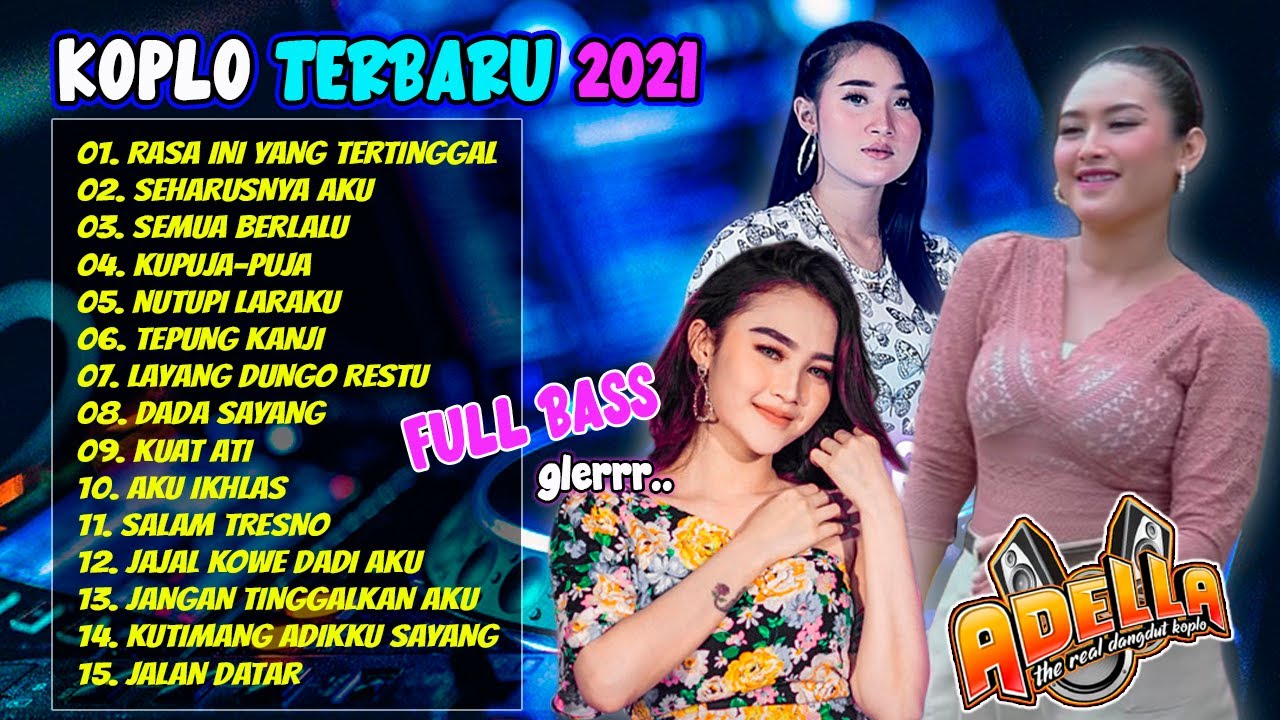 KOPLO TERBARU 2021
01. RASA INI YANG TERTINGGAL
02. SEHARUSNYA AKU
03. SEMUA BERLALU
04. KUPUJA-PUJA
05. NUTUPI LARAKU
06. TEPUNG KANJI
07. LAYANG DUNGO RESTU
08. DADA SAYANG
09. KUAT ATI
10. AKU IKHLAS
11. SALAM TRESNO
12. JAJAL KOWE DADI AKU
13. JANGAN TINGGALKAN AKU
14. KUTIMANG ADIKKU SAYANG
15. JALAN DATAR
FULL BASS
glerrr..
ADELLA
the real dangdut koplo